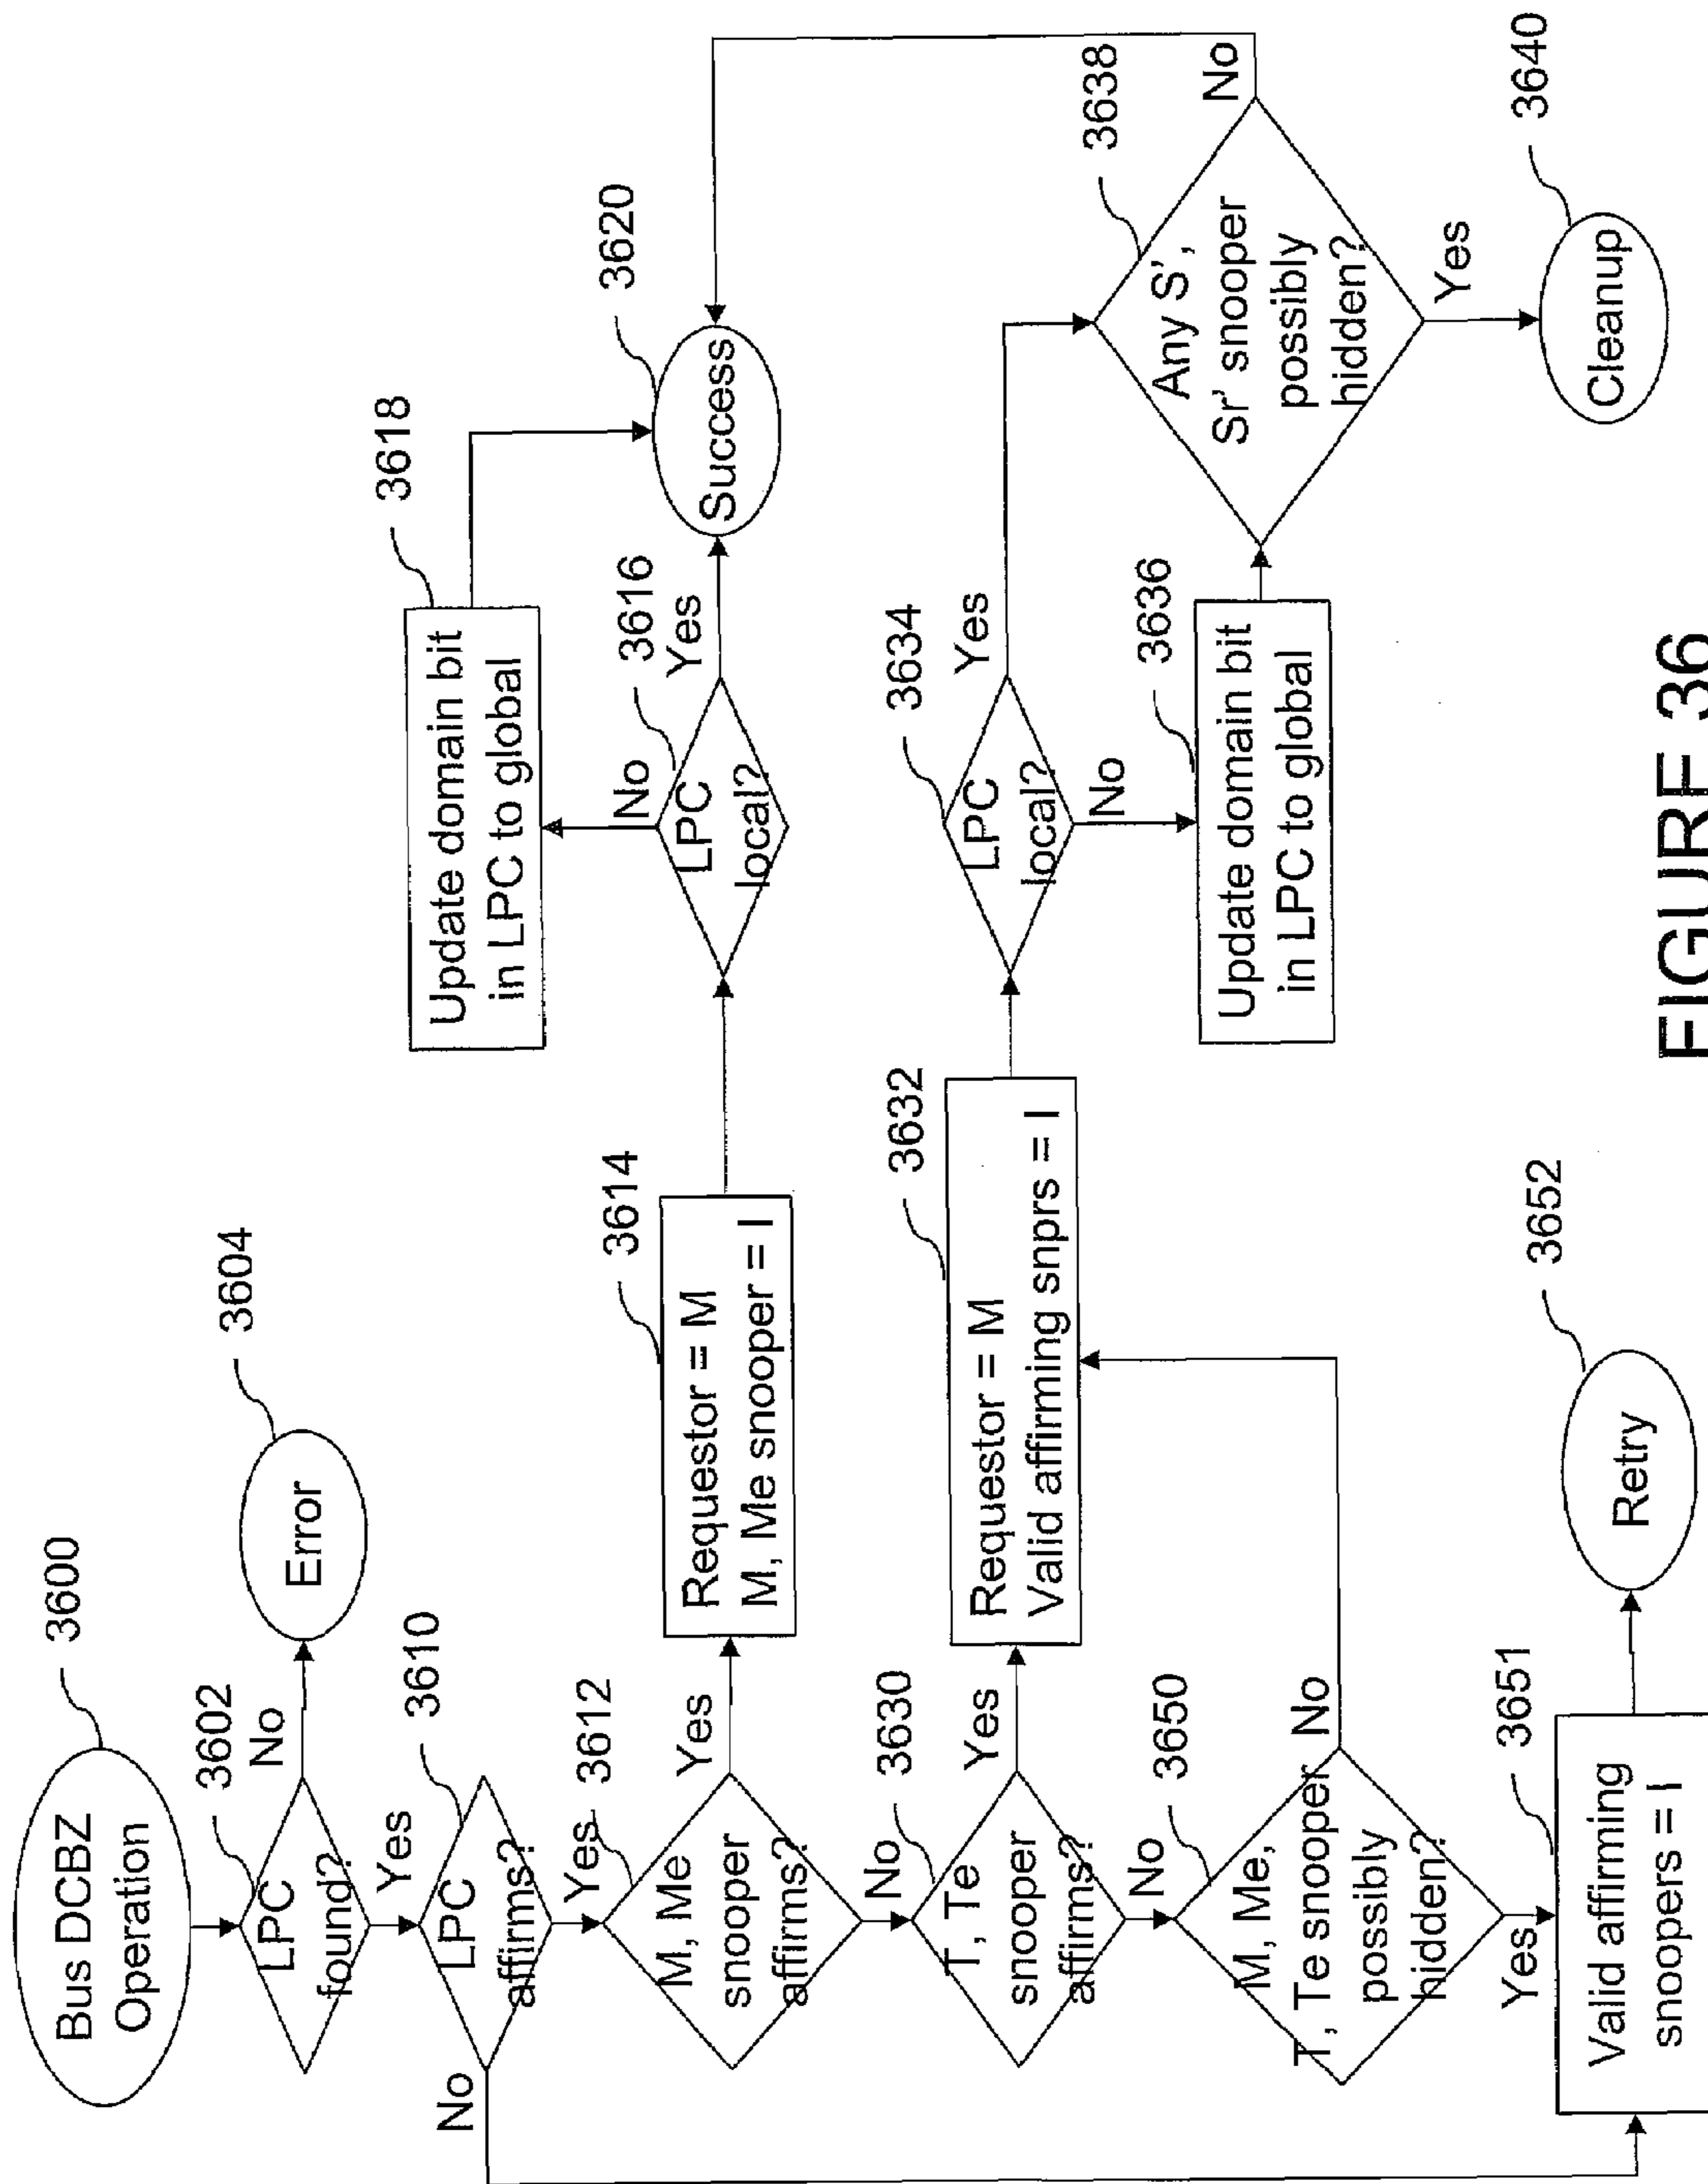 Bus DCBZ
Operation
3600
LPC
found?
3602
No
Error
3604
Yes
LPC
affirms?
3610
No
Yes
M, Me
snooper
affirms?
3612
Yes
Requestor = M
M, Me snooper = I
3614
LPC
local?
3616
No
Yes
Update domain bit
in LPC to global
3618
Success
3620
No
T, Te
snooper
affirms?
3630
Yes
Requestor = M
Valid affirming snprs = I
3632
LPC
local?
3634
Yes
No
Update domain bit
in LPC to global
3636
Any S',
Sr' snooper
possibly
hidden?
3638
No
Yes
Cleanup
3640
No
M, Me,
T, Te snooper
possibly
hidden?
3650
No
Yes
Valid affirming
snoopers = I
3651
Retry
3652
FIGURE 36